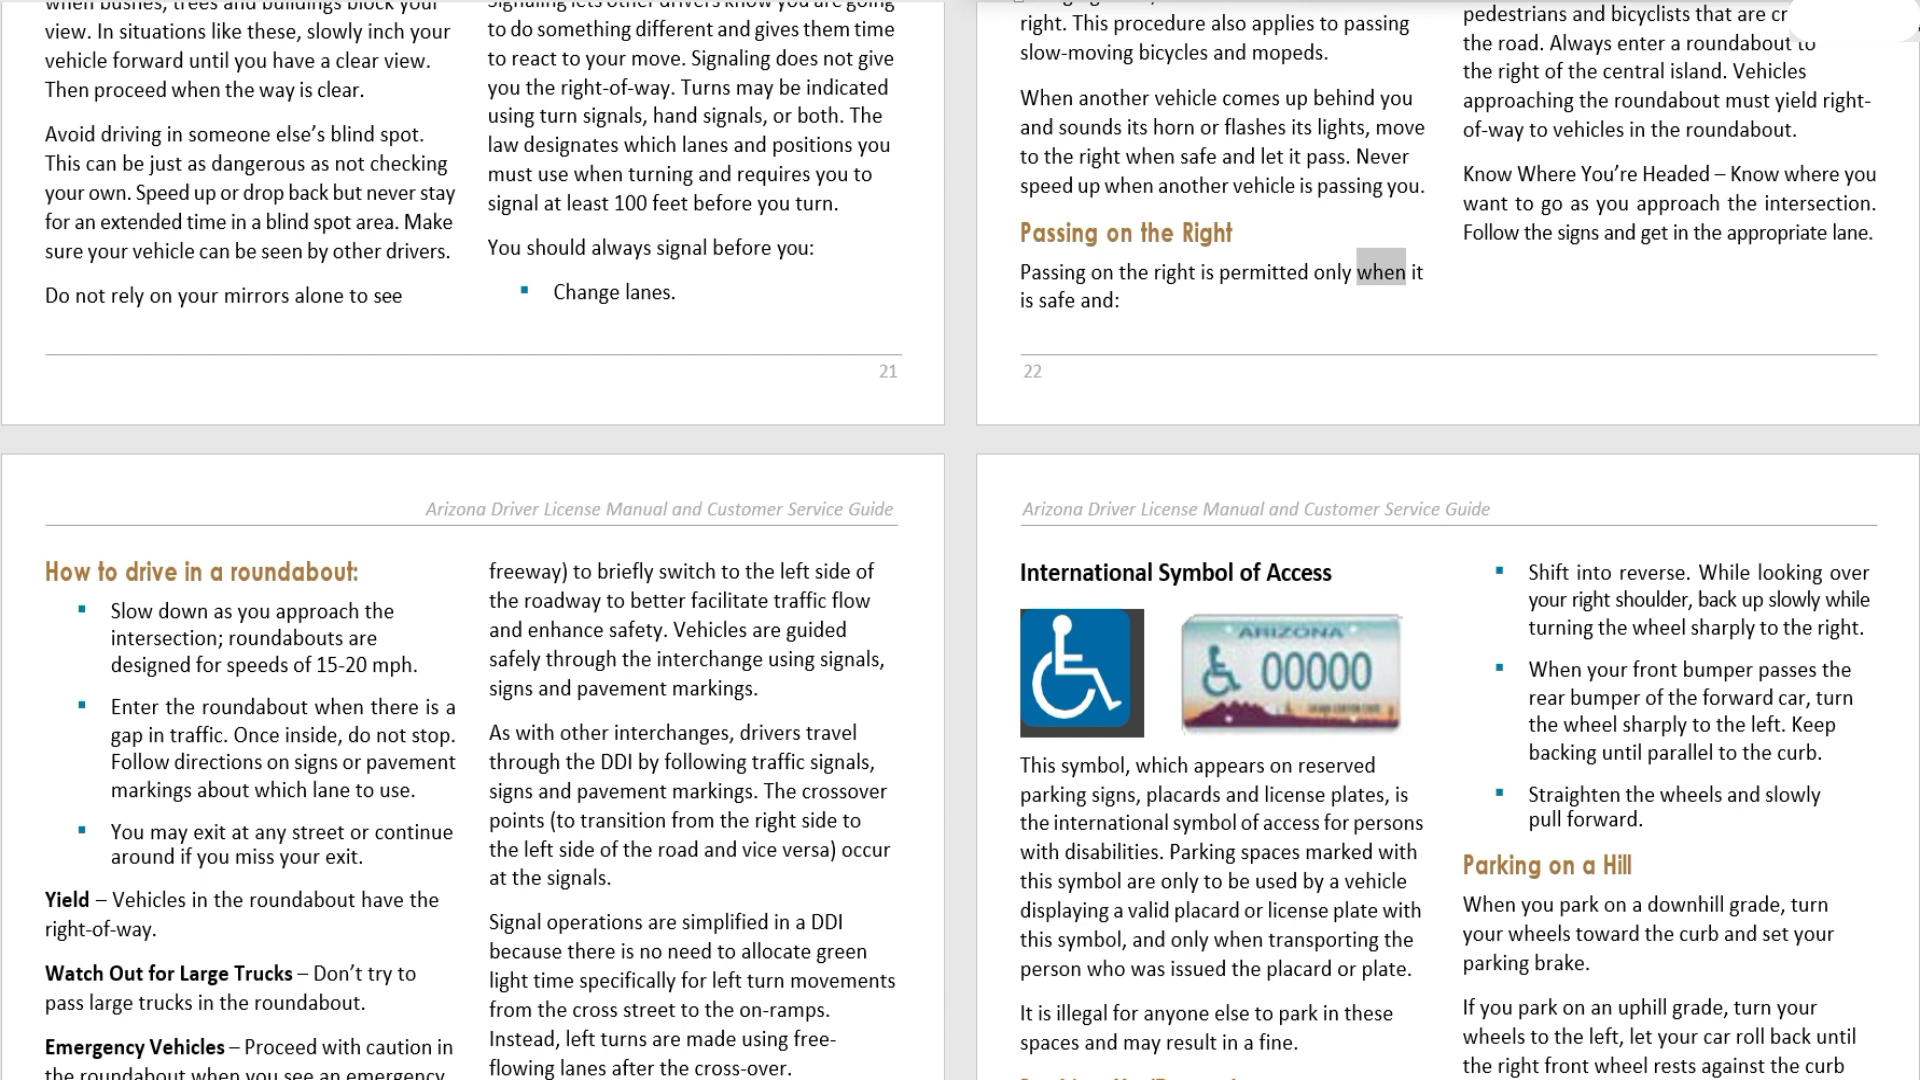 when bushes, trees and buildings block your
view. In situations like these, slowly inch your
vehicle forward until you have a clear view.
Then proceed when the way is clear.
Avoid driving in someone else’s blind spot.
This can be just as dangerous as not checking
your own. Speed up or drop back but never stay
for an extended time in a blind spot area. Make
sure your vehicle can be seen by other drivers.
Do not rely on your mirrors alone to see
Signaling lets other drivers know you are going
to do something different and gives them time
to react to your move. Signaling does not give
you the right-of-way. Turns may be indicated
using turn signals, hand signals, or both. The
law designates which lanes and positions you
must use when turning and requires you to
signal at least 100 feet before you turn.
You should always signal before you:
▪ Change lanes.
21
right. This procedure also applies to passing
slow-moving bicycles and mopeds.
When another vehicle comes up behind you
and sounds its horn or flashes its lights, move
to the right when safe and let it pass. Never
speed up when another vehicle is passing you.
Passing on the Right
Passing on the right is permitted only when it
is safe and:
pedestrians and bicyclists that are cr
the road. Always enter a roundabout to
the right of the central island. Vehicles
approaching the roundabout must yield right-
of-way to vehicles in the roundabout.
Know Where You’re Headed – Know where you
want to go as you approach the intersection.
Follow the signs and get in the appropriate lane.
22
Arizona Driver License Manual and Customer Service Guide
How to drive in a roundabout:
▪ Slow down as you approach the
intersection; roundabouts are
designed for speeds of 15-20 mph.
▪ Enter the roundabout when there is a
gap in traffic. Once inside, do not stop.
Follow directions on signs or pavement
markings about which lane to use.
▪ You may exit at any street or continue
around if you miss your exit.
Yield – Vehicles in the roundabout have the
right-of-way.
Watch Out for Large Trucks – Don’t try to
pass large trucks in the roundabout.
Emergency Vehicles – Proceed with caution in
the roundabout when you see an emergency
freeway) to briefly switch to the left side of
the roadway to better facilitate traffic flow
and enhance safety. Vehicles are guided
safely through the interchange using signals,
signs and pavement markings.
As with other interchanges, drivers travel
through the DDI by following traffic signals,
signs and pavement markings. The crossover
points (to transition from the right side to
the left side of the road and vice versa) occur
at the signals.
Signal operations are simplified in a DDI
because there is no need to allocate green
light time specifically for left turn movements
from the cross street to the on-ramps.
Instead, left turns are made using free-
flowing lanes after the cross-over.
Arizona Driver License Manual and Customer Service Guide
International Symbol of Access
ARIZONA
00000
This symbol, which appears on reserved
parking signs, placards and license plates, is
the international symbol of access for persons
with disabilities. Parking spaces marked with
this symbol are only to be used by a vehicle
displaying a valid placard or license plate with
this symbol, and only when transporting the
person who was issued the placard or plate.
It is illegal for anyone else to park in these
spaces and may result in a fine.
▪ Shift into reverse. While looking over
your right shoulder, back up slowly while
turning the wheel sharply to the right.
▪ When your front bumper passes the
rear bumper of the forward car, turn
the wheel sharply to the left. Keep
backing until parallel to the curb.
▪ Straighten the wheels and slowly
pull forward.
Parking on a Hill
When you park on a downhill grade, turn
your wheels toward the curb and set your
parking brake.
If you park on an uphill grade, turn your
wheels to the left, let your car roll back until
the right front wheel rests against the curb